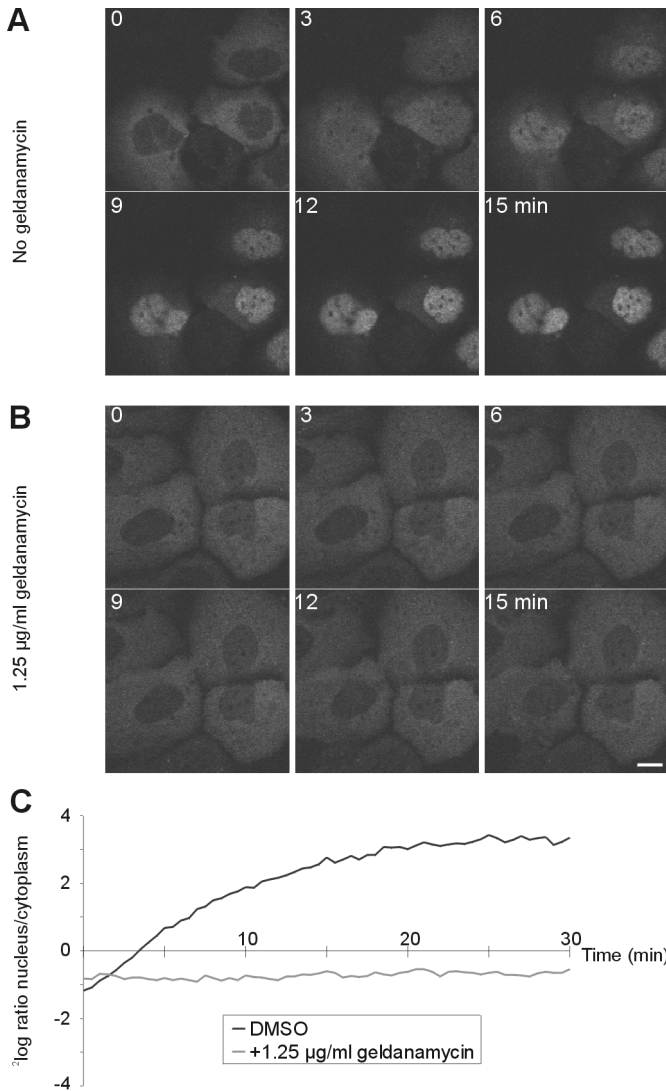 A
No geldanamycin
0
3
6
9
12
15 min
B
1.25 µg/ml geldanamycin
0
3
6
9
12
15 min
C
²log ratio nucleus/cytoplasm
4
2
0
-2
-4
10
20
30
Time (min)
DMSO
+1.25 µg/ml geldanamycin